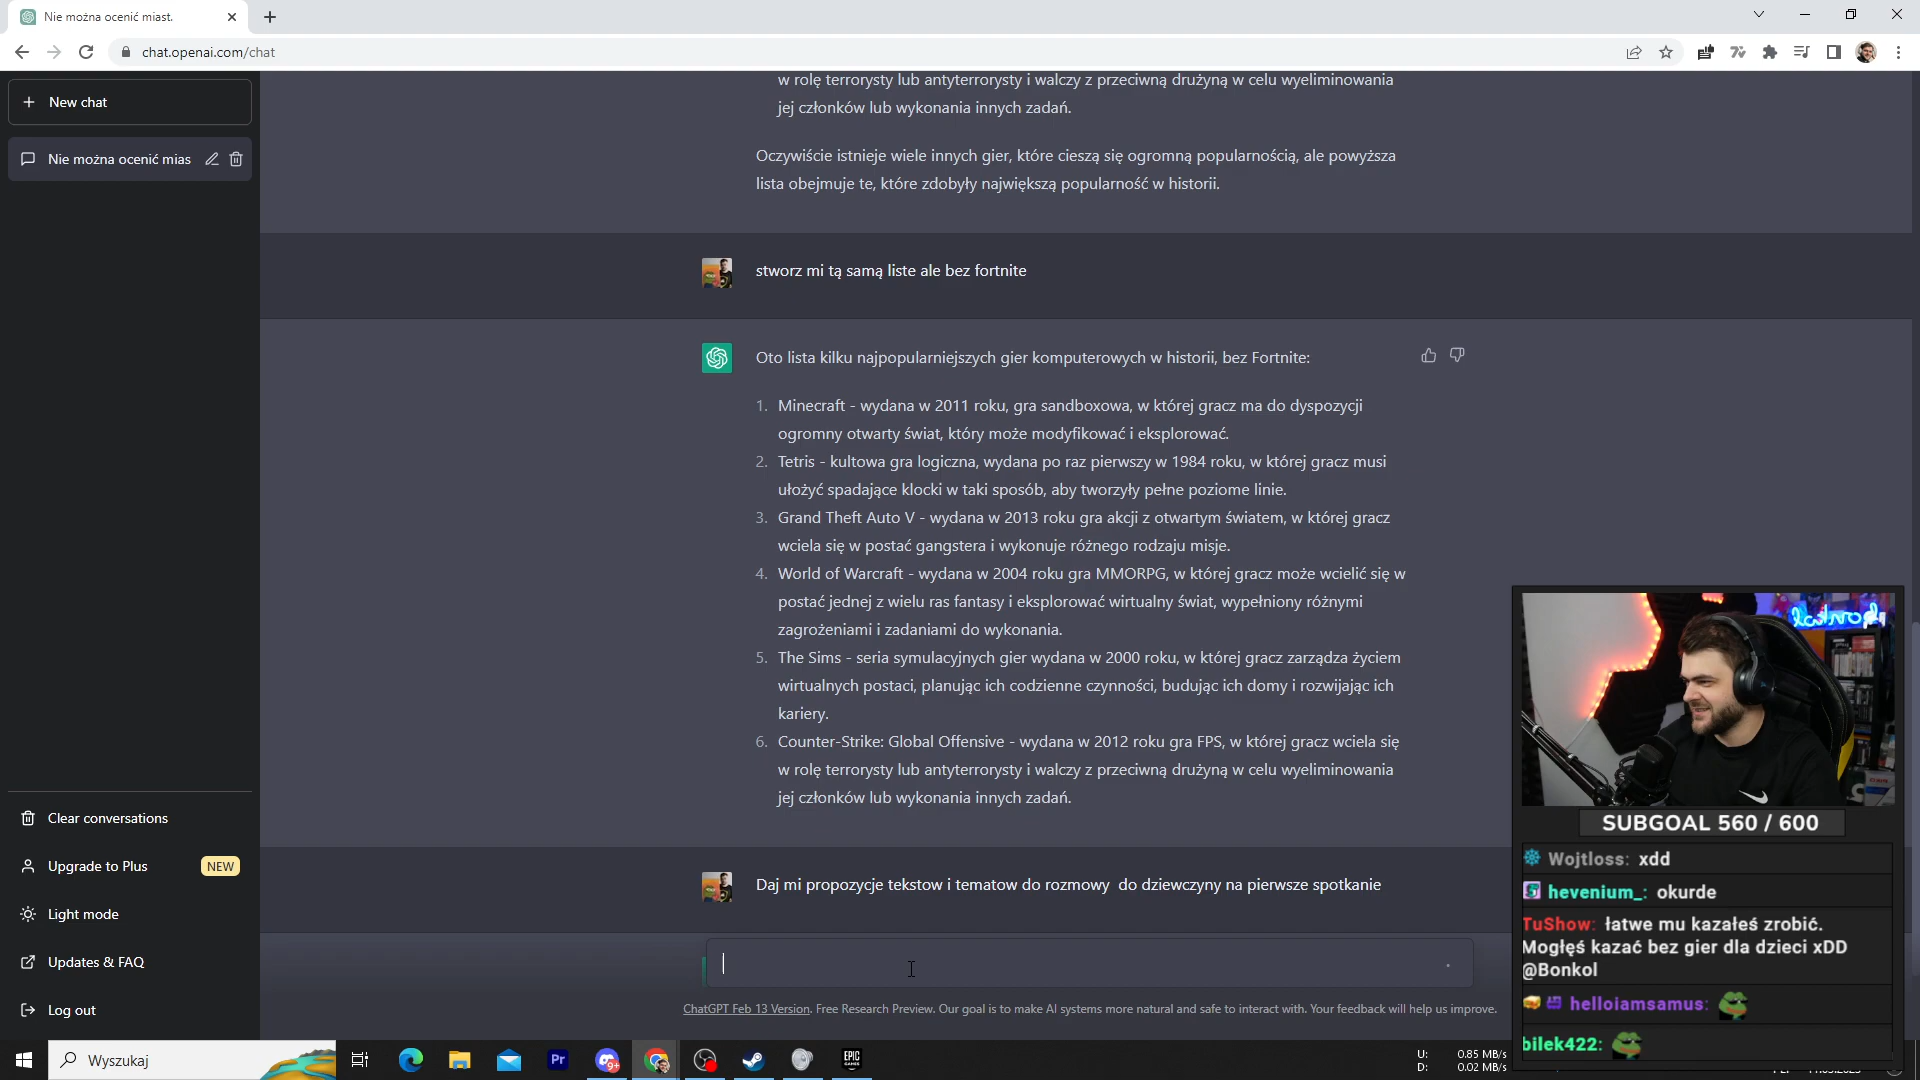 Nie można ocenić miast.
chat.openai.com/chat
New chat
Nie można ocenić mias
w rolę terrorysty lub antyterrorysty i walczy z przeciwną drużyną w celu wyeliminowania
jej członków lub wykonania innych zadań.
Oczywiście istnieje wiele innych gier, które cieszą się ogromną popularnością, ale powyższa
lista obejmuje te, które zdobyły największą popularność w historii.
stworz mi tą samą liste ale bez fortnite
Oto lista kilku najpopularniejszych gier komputerowych w historii, bez Fortnite:
1. Minecraft - wydana w 2011 roku, gra sandboxowa, w której gracz ma do dyspozycji
ogromny otwarty świat, który może modyfikować i eksplorować.
2. Tetris - kultowa gra logiczna, wydana po raz pierwszy w 1984 roku, w której gracz musi
ułożyć spadające klocki w taki sposób, aby tworzyły pełne poziome linie.
3. Grand Theft Auto V - wydana w 2013 roku gra akcji z otwartym światem, w której gracz
wciela się w postać gangstera i wykonuje różnego rodzaju misje.
4. World of Warcraft - wydana w 2004 roku gra MMORPG, w której gracz może wcielić się w
postać jednej z wielu ras fantasy i eksplorować wirtualny świat, wypełniony różnymi
zagrożeniami i zadaniami do wykonania.
5. The Sims - seria symulacyjnych gier wydana w 2000 roku, w której gracz zarządza życiem
wirtualnych postaci, planując ich codzienne czynności, budując ich domy i rozwijając ich
kariery.
6. Counter-Strike: Global Offensive - wydana w 2012 roku gra FPS, w której gracz wciela się
w rolę terrorysty lub antyterrorysty i walczy z przeciwną drużyną w celu wyeliminowania
jej członków lub wykonania innych zadań.
Daj mi propozycje tekstow i tematow do rozmowy  do dziewczyny na pierwsze spotkanie
ChatGPT Feb 13 Version. Free Research Preview. Our goal is to make AI systems more natural and safe to interact with. Your feedback will help us improve.
Clear conversations
Upgrade to Plus NEW
Light mode
Updates & FAQ
Log out
SUBGOAL 560 / 600
Wojtloss: xdd
hevenium_: okurde
TuShow: łatwe mu kazałeś zrobić.
Mogłęś kazać bez gier dla dzieci xDD
@Bonkol
helloiamsamus:
bilek422:
Wyszukaj
Pr
9+
EPIC
GAMES
U: 0.85 MB/s
D: 0.02 MB/s